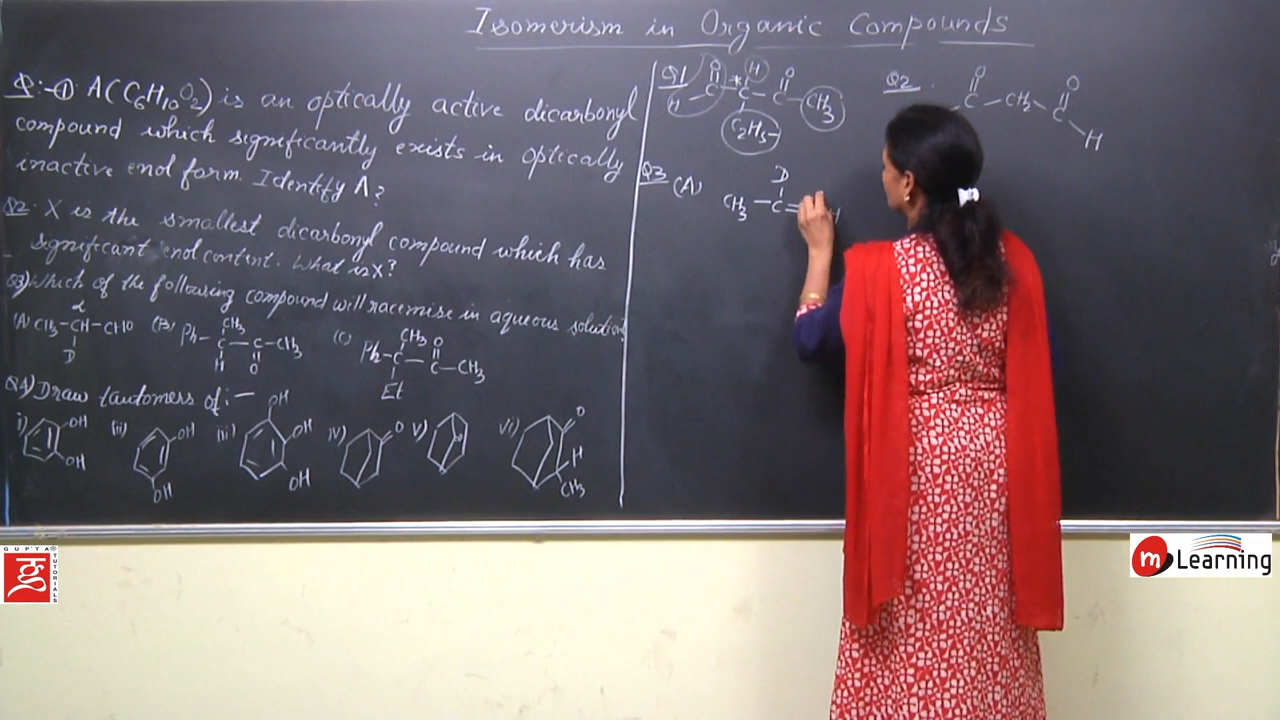 Isomerism in Organic Compounds
Q:-1 A(C6H10O2) is an optically active dicarbonyl
compound which significantly exists in optically
inactive enol form. Identify A?
Q2. X is the smallest dicarbonyl compound which has
significant enol content. What is X?
Q3) Which of the following compound will racemise in aqueous solution?
α
(A) CH3-CH-CHO
D
(B) Ph-C-C-CH3
CH3
H O
(C) Ph-C-C-CH3
CH3 O
Et
Q4) Draw tautomers of:-
i) OH OH
(ii) OH OH
iii) OH OH OH
iv) O
v)
vi) O H CH3
Q1
O H O
H-C-*C-C-CH3
C2H5-
Q2.
O O
C-CH2-C
H
Q3 (A)
D
CH3-C=
H
GUPTA TUTORIALS
m Learning